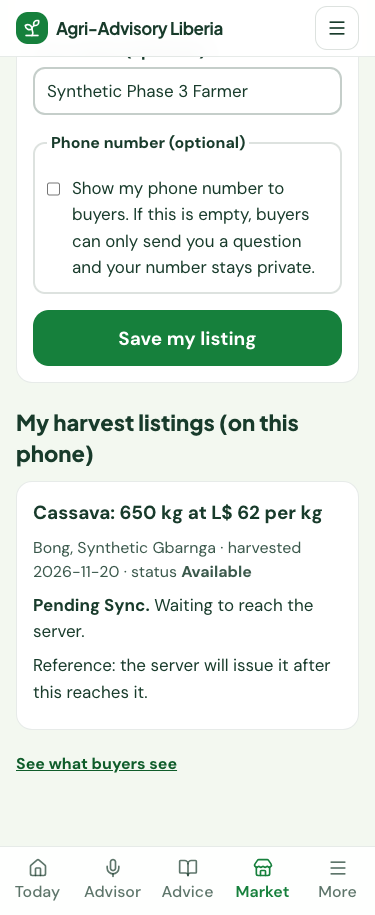 Agri-Advisory Liberia
Synthetic Phase 3 Farmer
Phone number (optional)
Show my phone number to
buyers. If this is empty, buyers
can only send you a question
and your number stays private.
Save my listing
My harvest listings (on this
phone)
Cassava: 650 kg at L$ 62 per kg
Bong, Synthetic Gbarnga · harvested
2026-11-20 · status Available
Pending Sync. Waiting to reach the
server.
Reference: the server will issue it after
this reaches it.
See what buyers see
Today
Advisor
Advice
Market
More